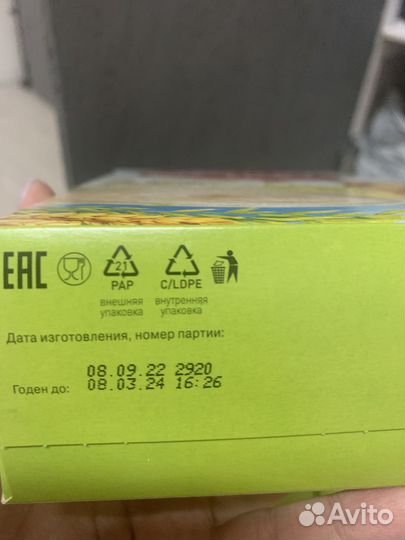 EAC
21
PAP
C/LDPE
внешняя
упаковка
внутренняя
упаковка
Дата изготовления, номер партии:
08.09.22 2920
Годен до: 08.03.24 16:26
Avito